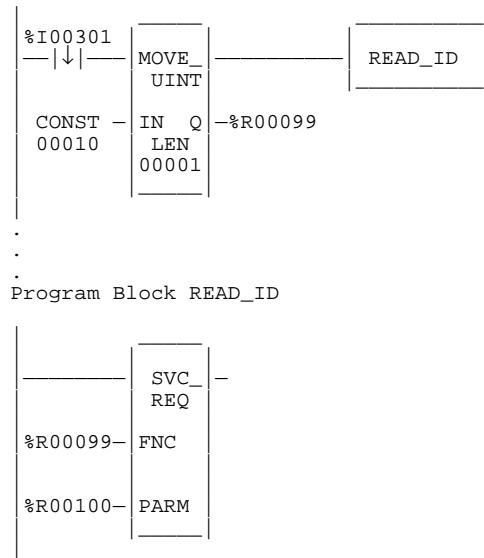 %I00301
MOVE_ READ_ID
UINT
CONST IN Q %R00099
00010 LEN
00001
.
.
.
Program Block READ_ID
SVC_
REQ
%R00099 FNC
%R00100 PARM